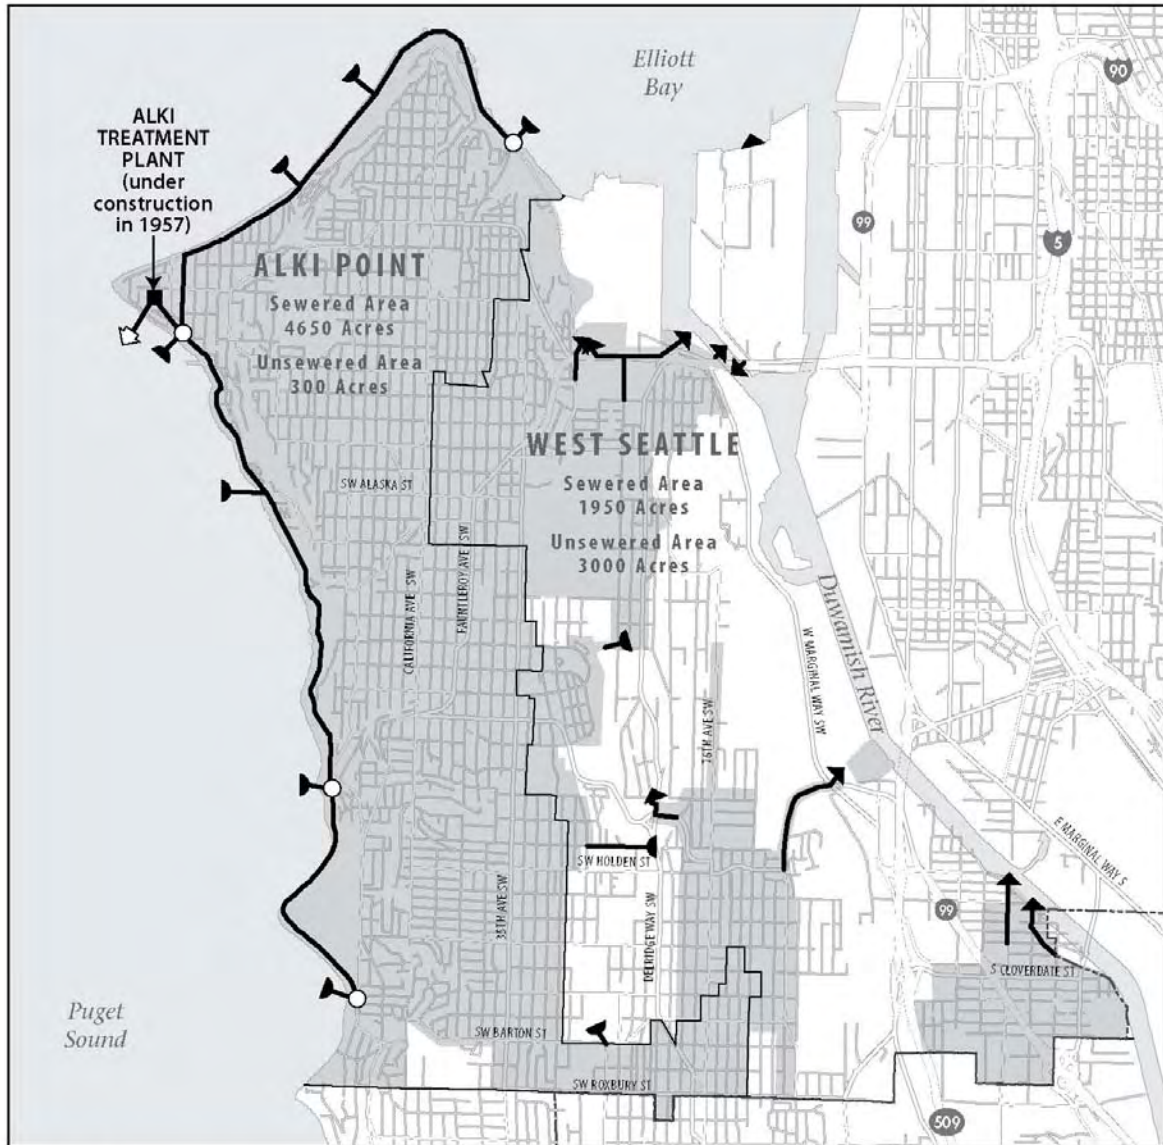 Elliott
Bay
90
ALKI
TREATMENT
PLANT
(under
construction
in 1957)
99
5
ALKI POINT
Sewered Area
4650 Acres
Unsewered Area
300 Acres
WEST SEATTLE
Sewered Area
1950 Acres
Unsewered Area
3000 Acres
SW ALASKA ST
FAUNTLEROY AVE SW
CALIFORNIA AVE SW
Duwamish River
W MARGINAL WAY SW
16TH AVE SW
E MARGINAL WAY S
SW HOLDEN ST
35TH AVE SW
DELRIDGE WAY SW
99
S CLOVERDATE ST
Puget
Sound
SW BARTON ST
SW ROXBURY ST
509